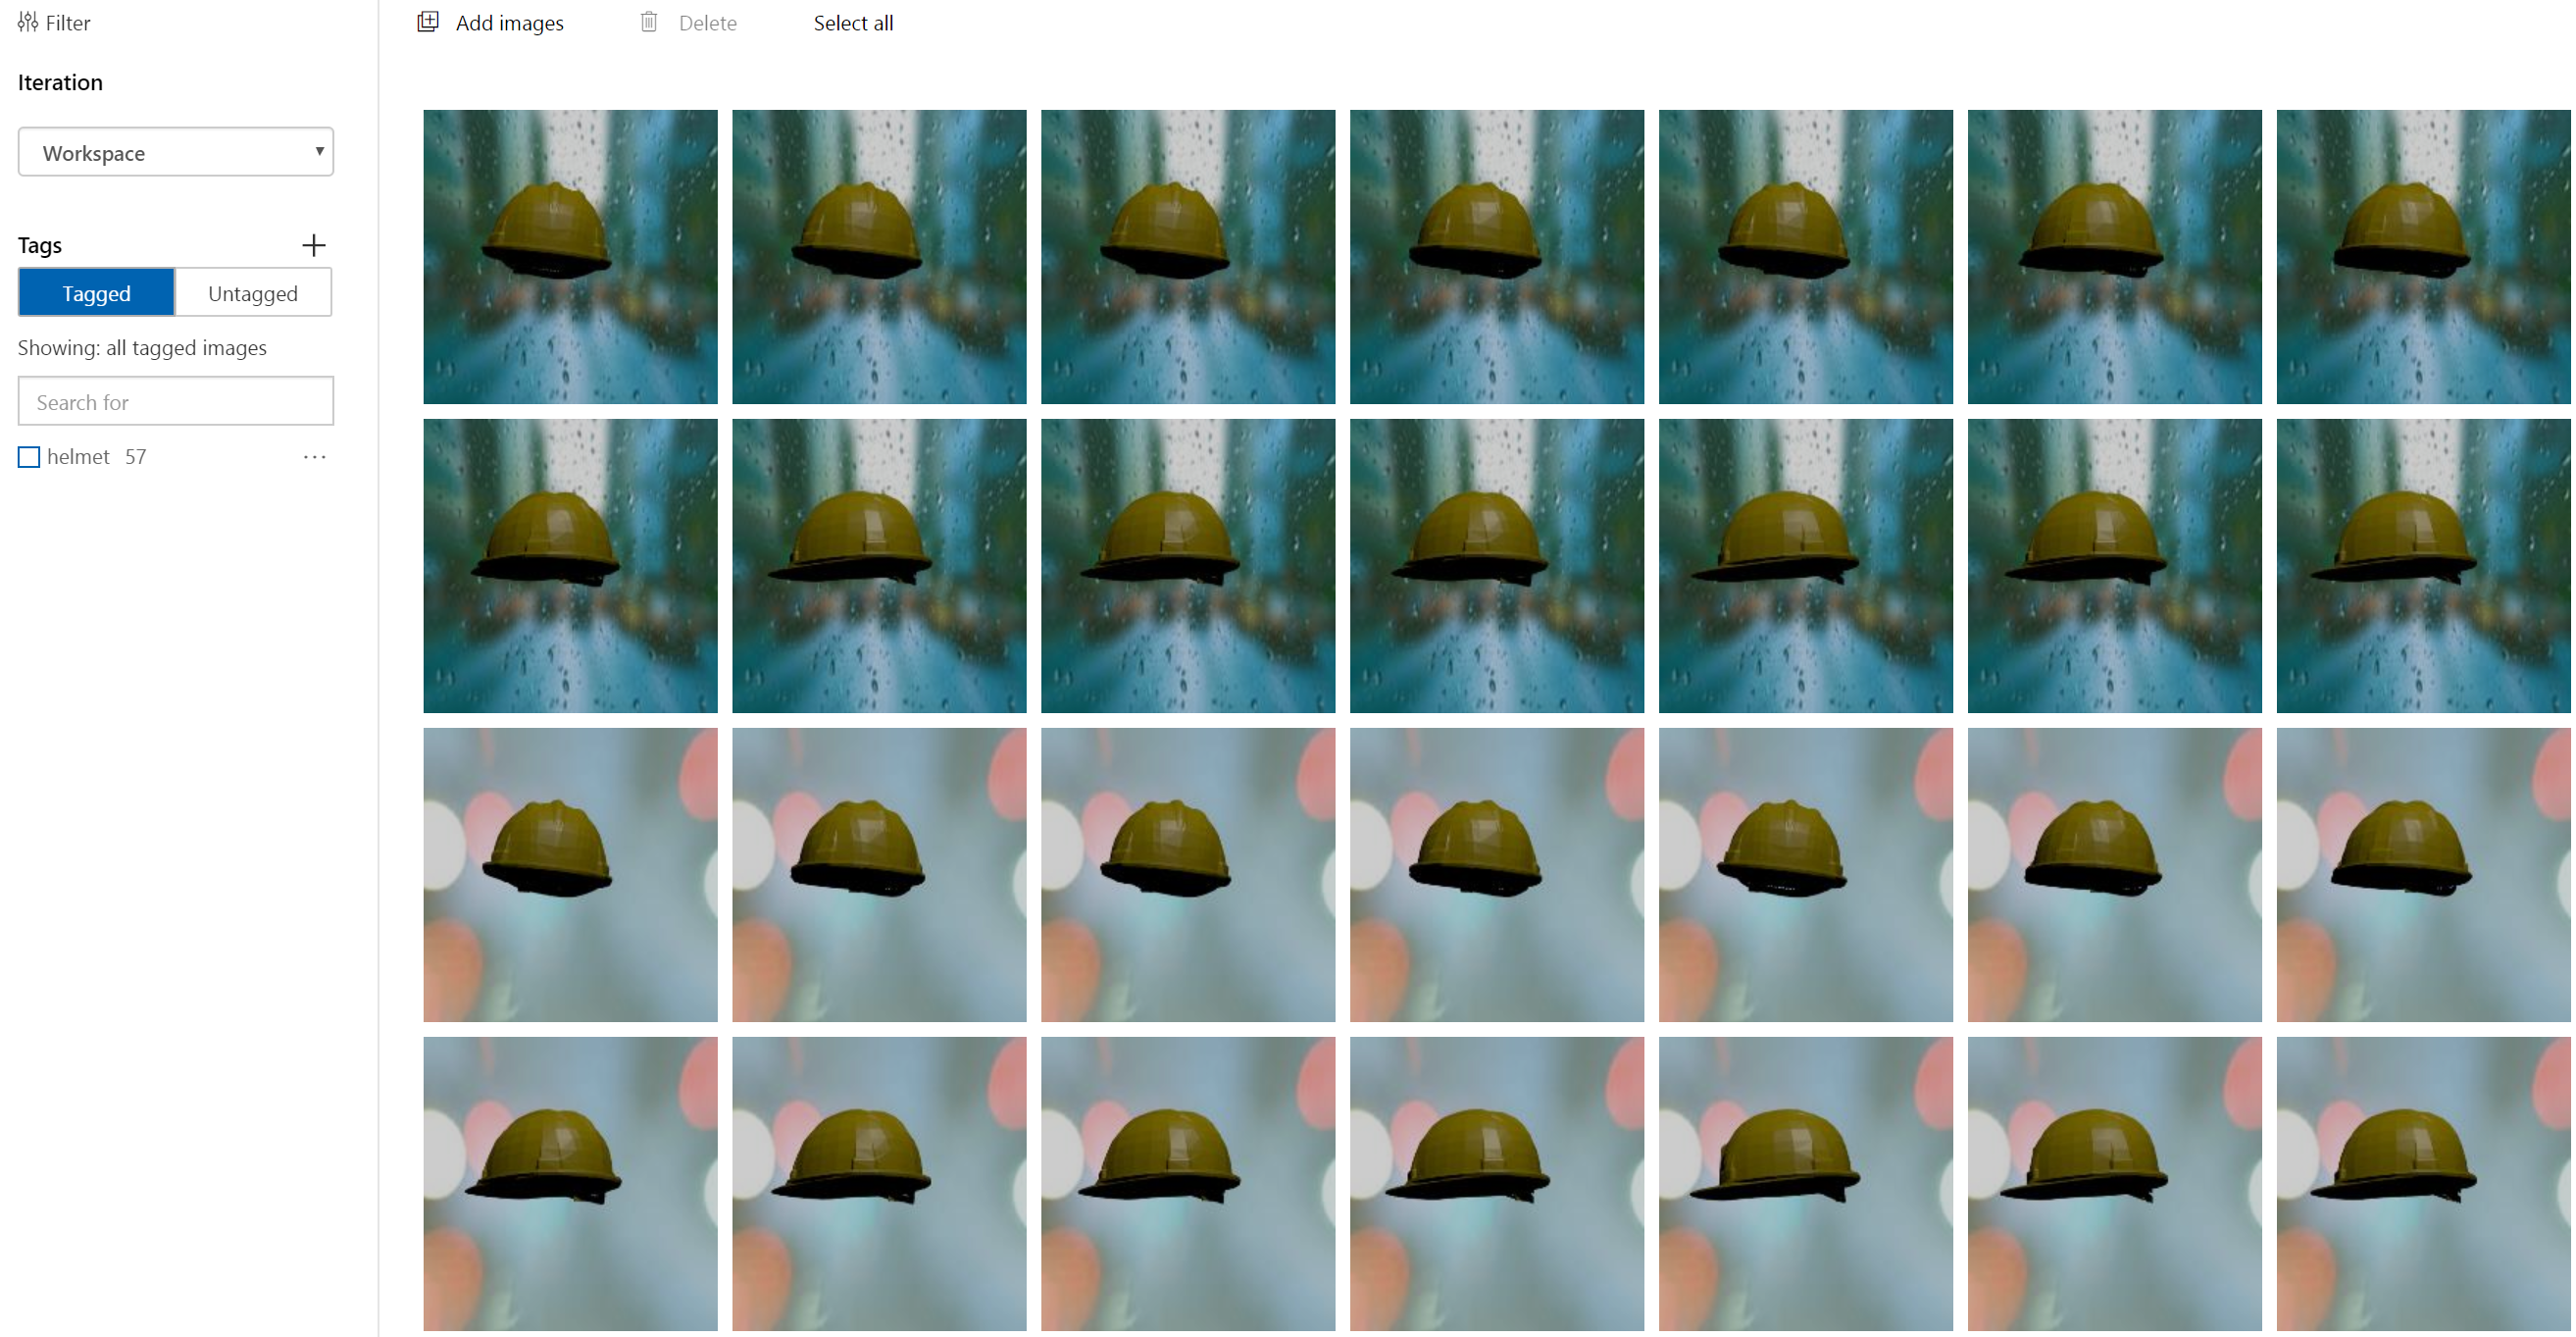 Filter
Add images
Delete
Select all
Iteration
Workspace
Tags
Tagged
Untagged
Showing: all tagged images
Search for
helmet 57